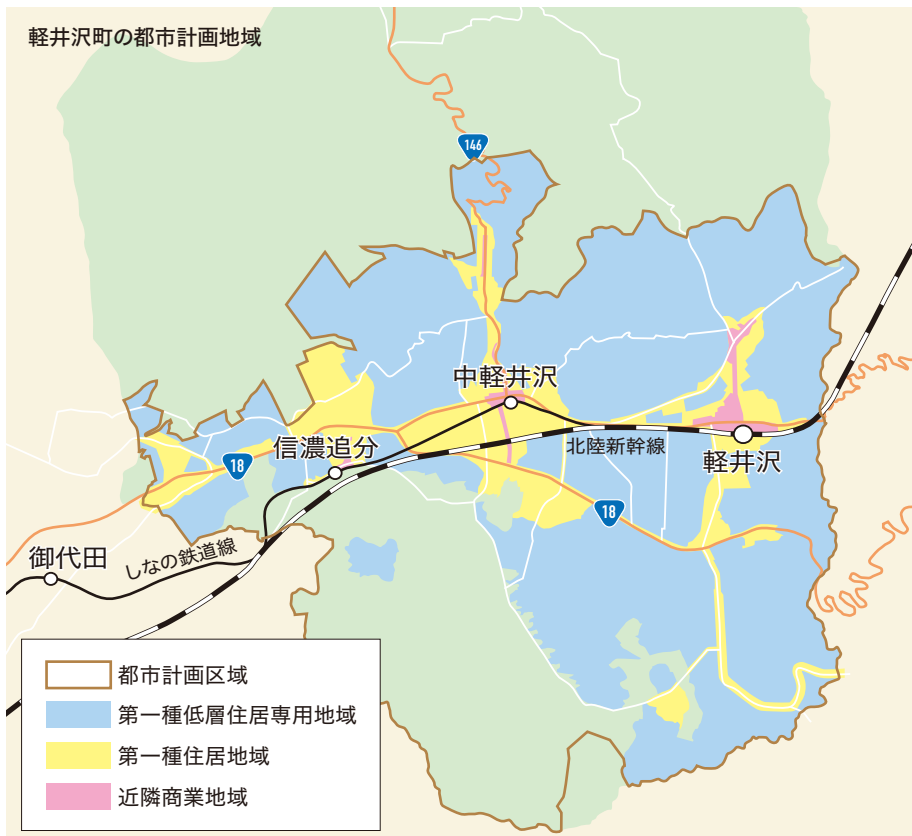 軽井沢町の都市計画地域
146
中軽井沢
北陸新幹線
軽井沢
信濃追分
18
18
御代田
しなの鉄道線
都市計画区域
第一種低層住居専用地域
第一種住居地域
近隣商業地域